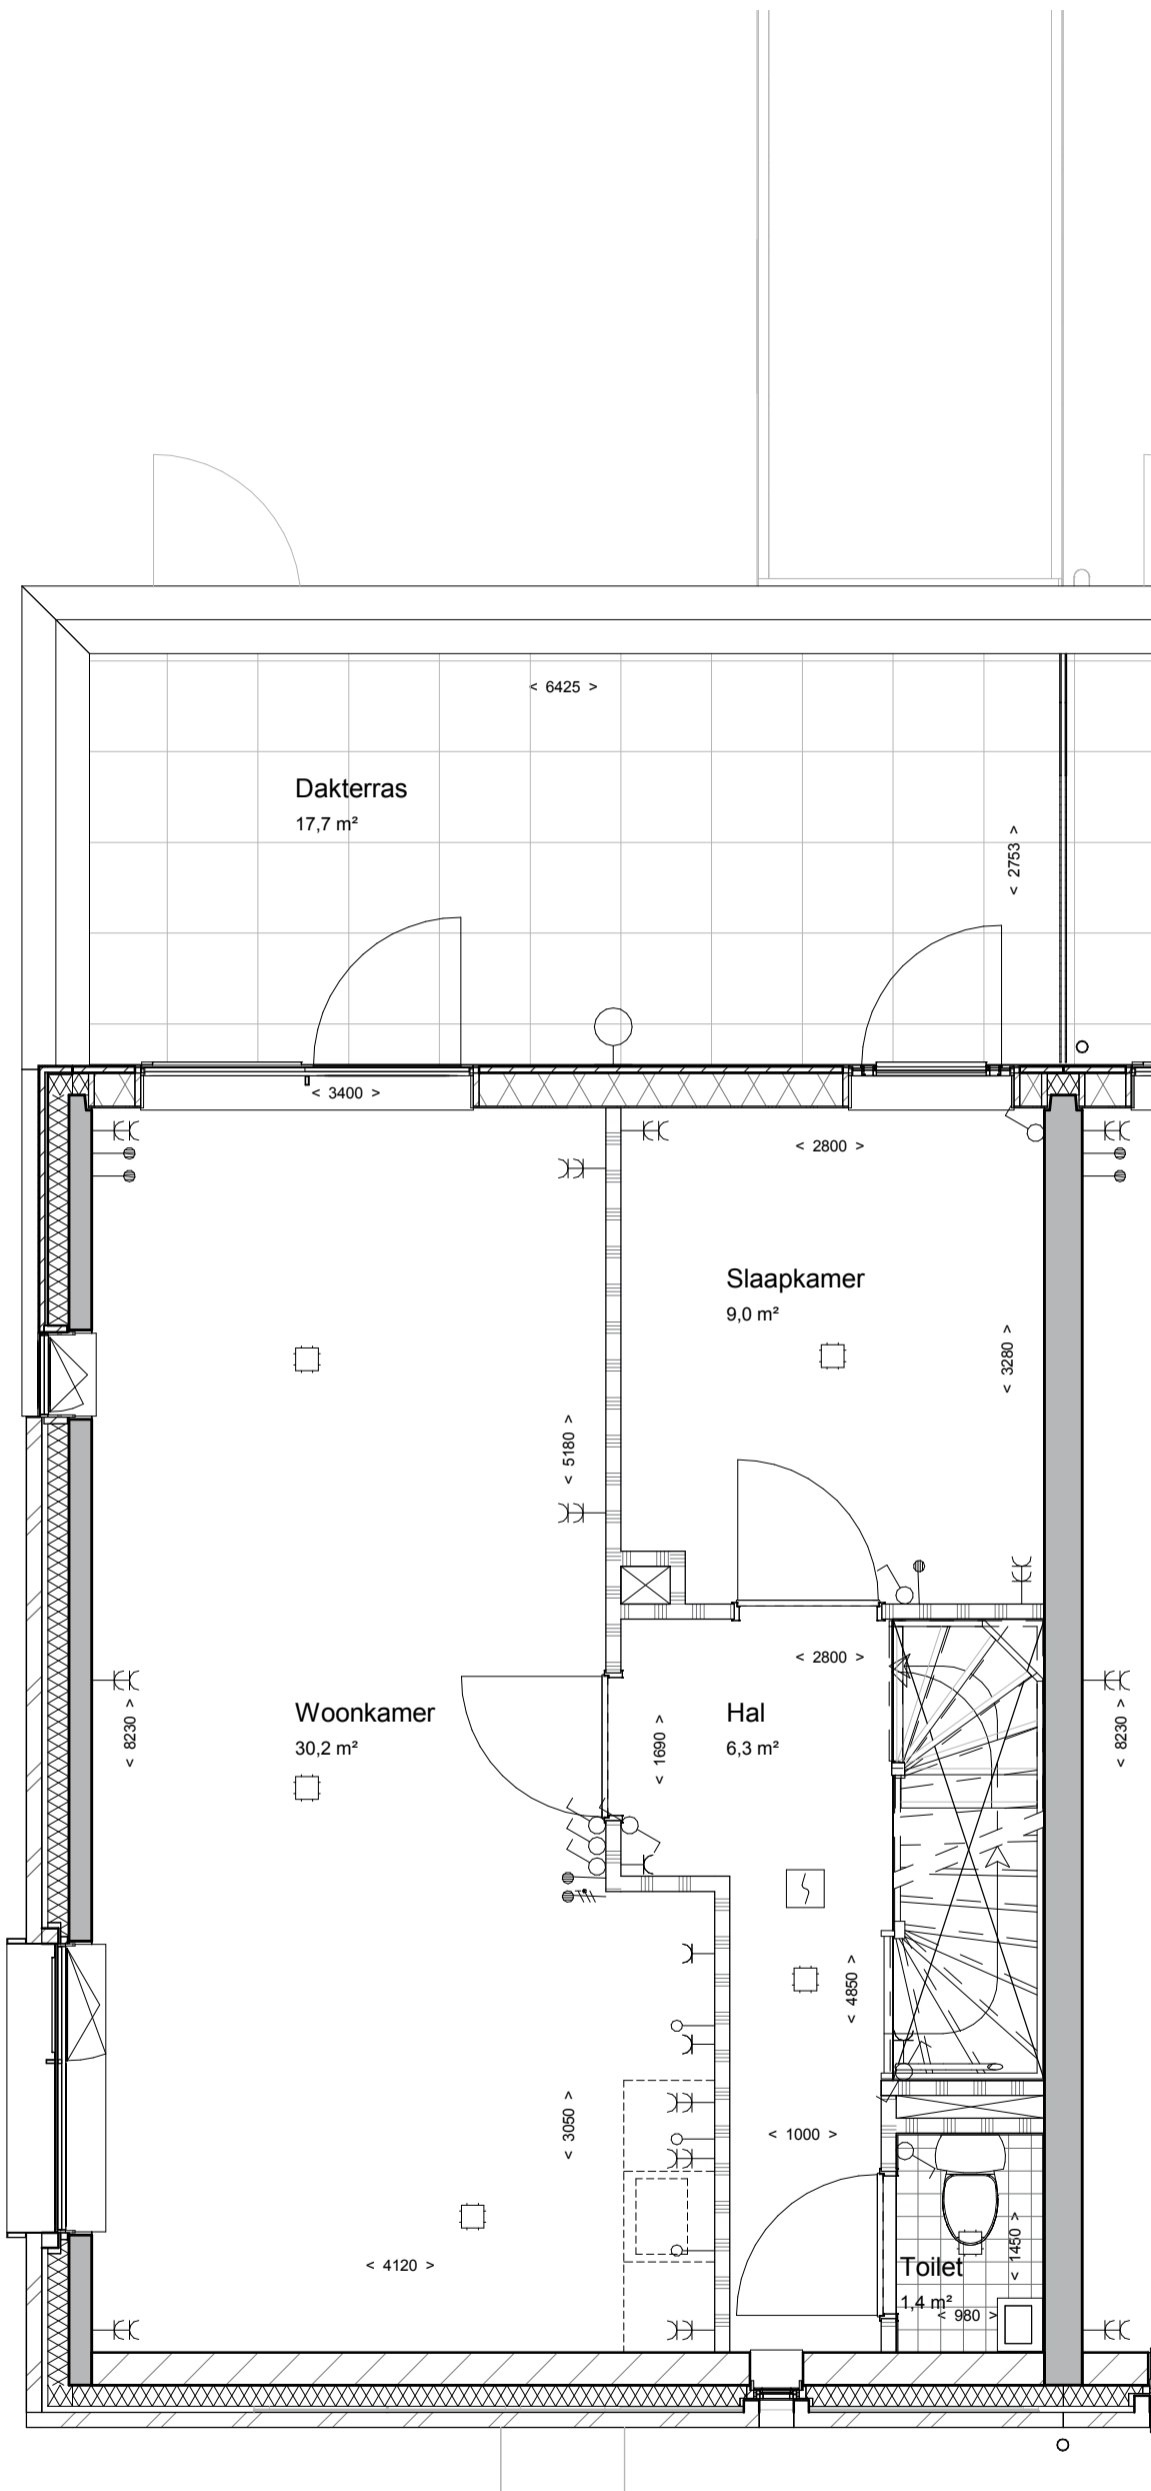 < 6425 >
Dakterras
17,7 m²
< 2753 >
< 3400 >
< 2800 >
Slaapkamer
9,0 m²
< 3280 >
< 5180 >
< 2800 >
Woonkamer
30,2 m²
Hal
6,3 m²
< 8230 >
< 1690 >
< 8230 >
< 4850 >
< 3050 >
< 1000 >
< 4120 >
< 1450 >
Toilet
1,4 m²
< 980 >